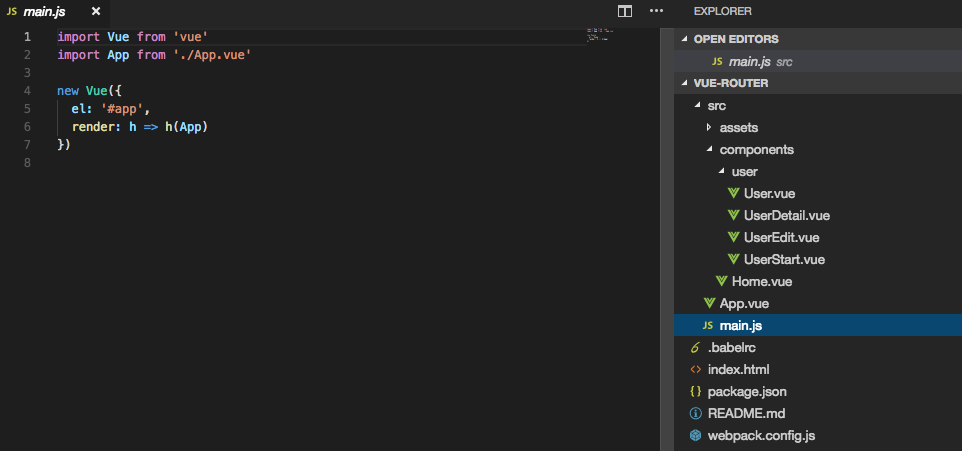 JS main.js ×
1 import Vue from 'vue'
2 import App from './App.vue'
3
4 new Vue({
5   el: '#app',
6   render: h => h(App)
7 })
8
EXPLORER
OPEN EDITORS
JS main.js src
VUE-ROUTER
src
assets
components
user
User.vue
UserDetail.vue
UserEdit.vue
UserStart.vue
Home.vue
App.vue
JS main.js
.babelrc
<> index.html
{} package.json
README.md
webpack.config.js